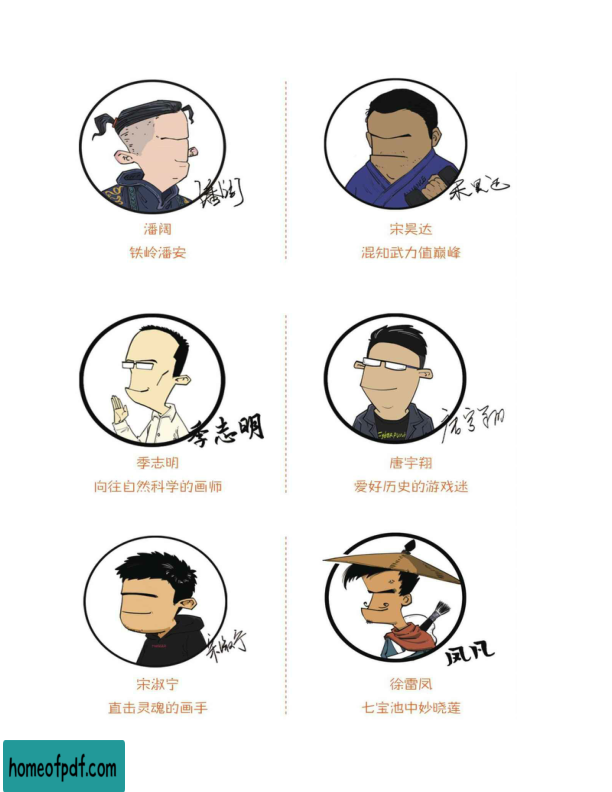 潘阔
宋昊达
潘阔
铁岭潘安
宋昊达
混知武力值巅峰
季志明
唐宇翔
季志明
向往自然科学的画师
唐宇翔
爱好历史的游戏迷
宋淑宁
凤凡
宋淑宁
直击灵魂的画手
徐雷凤
七宝池中妙晓莲
homeofpdf.com